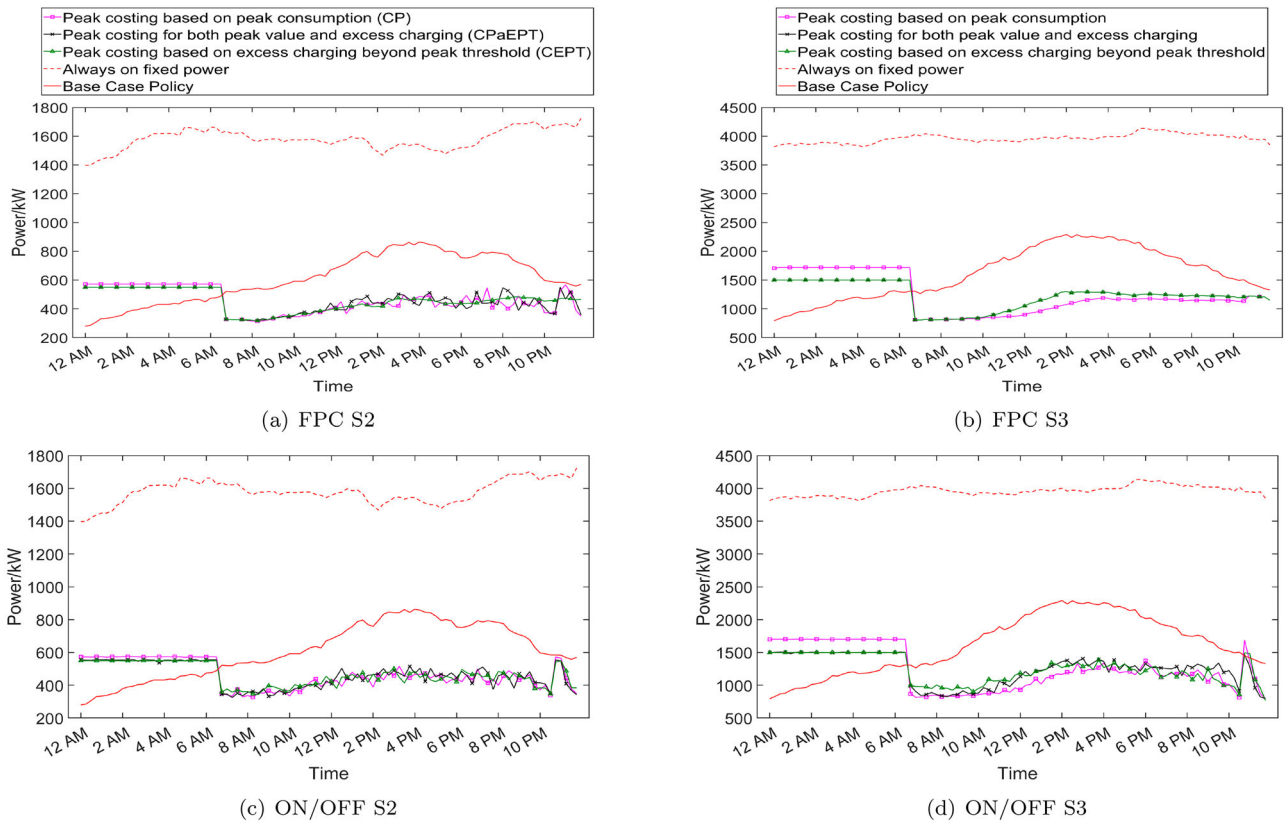 Peak costing based on peak consumption (CP)
Peak costing for both peak value and excess charging (CPaEPT)
Peak costing based on excess charging beyond peak threshold (CEPT)
Always on fixed power
Base Case Policy
1800
1600
1400
1200
1000
800
600
400
200
Power/kW
12 AM 2 AM 4 AM 6 AM 8 AM 10 AM 12 PM 2 PM 4 PM 6 PM 8 PM 10 PM
Time
(a) FPC S2
Peak costing based on peak consumption
Peak costing for both peak value and excess charging
Peak costing based on excess charging beyond peak threshold
Always on fixed power
Base Case Policy
4500
4000
3500
3000
2500
2000
1500
1000
500
Power/kW
12 AM 2 AM 4 AM 6 AM 8 AM 10 AM 12 PM 2 PM 4 PM 6 PM 8 PM 10 PM
Time
(b) FPC S3
1800
1600
1400
1200
1000
800
600
400
200
Power/kW
12 AM 2 AM 4 AM 6 AM 8 AM 10 AM 12 PM 2 PM 4 PM 6 PM 8 PM 10 PM
Time
(c) ON/OFF S2
4500
4000
3500
3000
2500
2000
1500
1000
500
Power/kW
12 AM 2 AM 4 AM 6 AM 8 AM 10 AM 12 PM 2 PM 4 PM 6 PM 8 PM 10 PM
Time
(d) ON/OFF S3